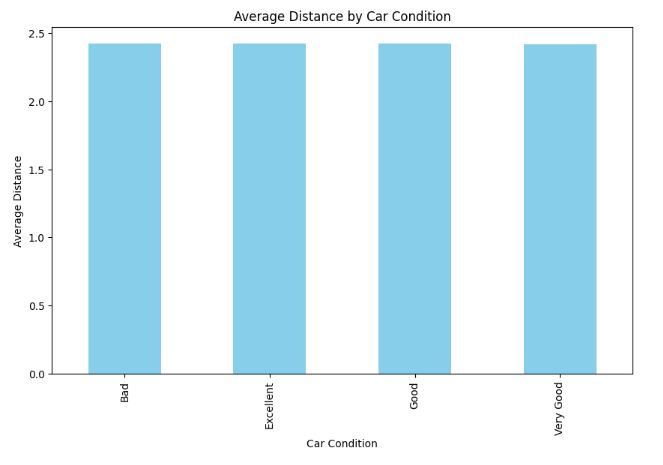 Average Distance by Car Condition
Average Distance
2.5
2.0
1.5
1.0
0.5
0.0
Bad
Excellent
Good
Very Good
Car Condition